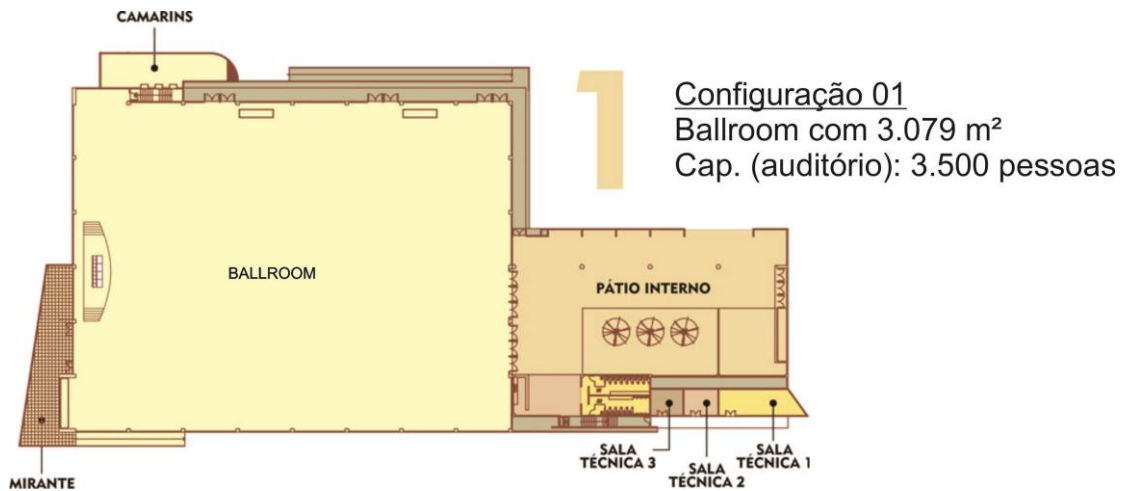 CAMARINS
1
Configuração 01
Ballroom com 3.079 m²
Cap. (auditório): 3.500 pessoas
BALLROOM
PÁTIO INTERNO
SALA
TÉCNICA 3
SALA
TÉCNICA 2
SALA
TÉCNICA 1
MIRANTE